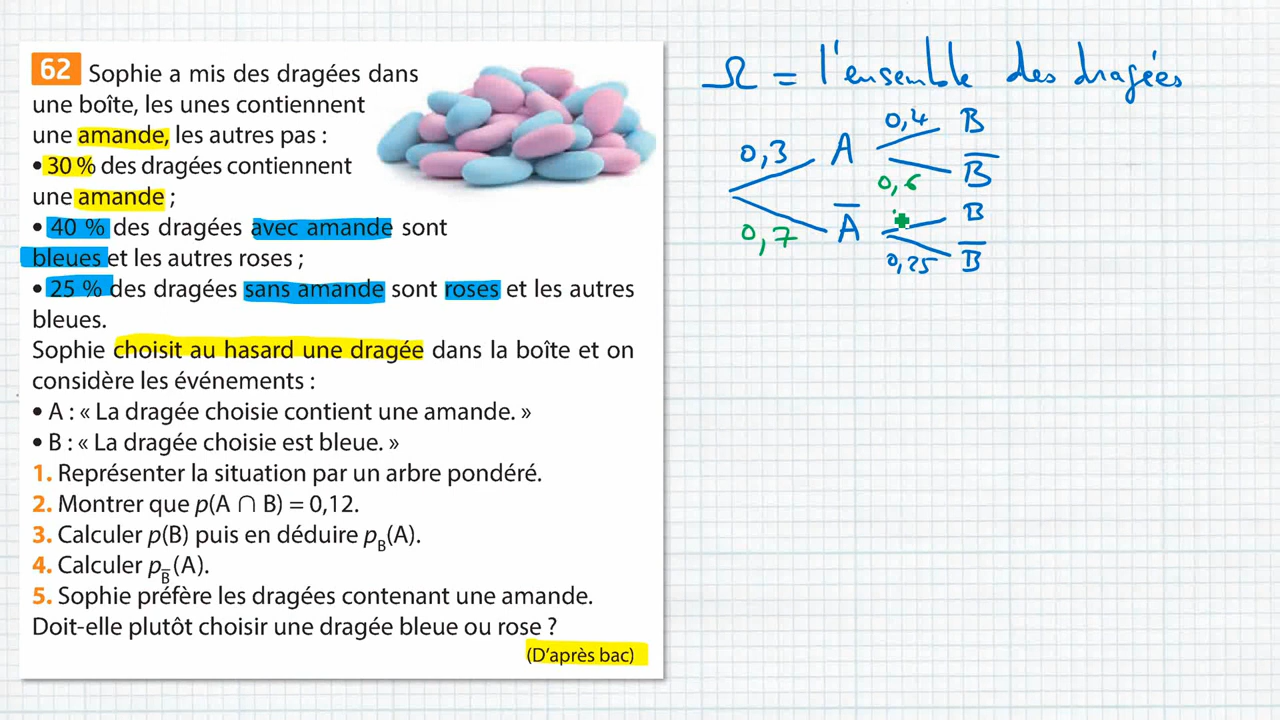 62 Sophie a mis des dragées dans
une boîte, les unes contiennent
une amande, les autres pas :
• 30 % des dragées contiennent
une amande ;
• 40 % des dragées avec amande sont
bleues et les autres roses ;
• 25 % des dragées sans amande sont roses et les autres
bleues.
Sophie choisit au hasard une dragée dans la boîte et on
considère les événements :
• A : « La dragée choisie contient une amande. »
• B : « La dragée choisie est bleue. »
1. Représenter la situation par un arbre pondéré.
2. Montrer que p(A ∩ B) = 0,12.
3. Calculer p(B) puis en déduire p_B(A).
4. Calculer p_B̅(A).
5. Sophie préfère les dragées contenant une amande.
Doit-elle plutôt choisir une dragée bleue ou rose ?
(D'après bac)
Ω = l'ensemble des dragées
0,4 B
0,3 A
0,6 B̅
B
0,7 A̅
0,25 B̅